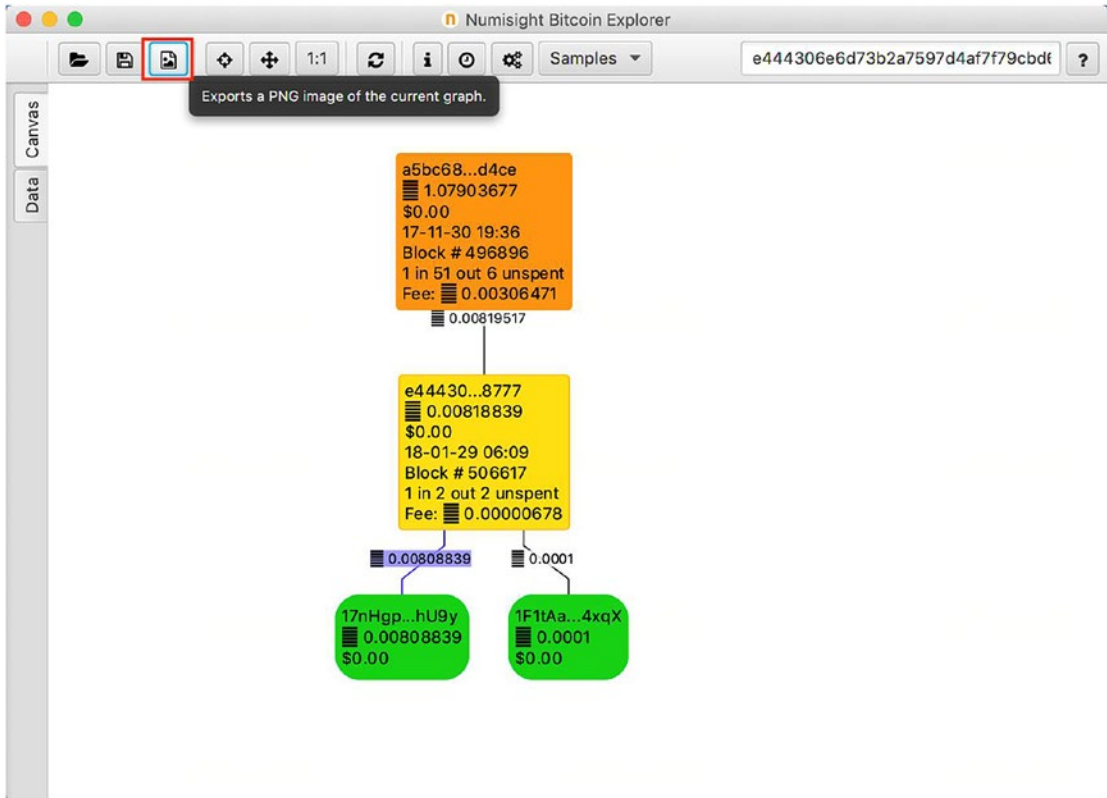 Numisight Bitcoin Explorer
1:1
i
Samples
e444306e6d73b2a7597d4af7f79cbd6
?
Exports a PNG image of the current graph.
Canvas
Data
a5bc68...d4ce
1.07903677
$0.00
17-11-30 19:36
Block # 496896
1 in 51 out 6 unspent
Fee: 0.00306471
0.00819517
e44430...8777
0.00818839
$0.00
18-01-29 06:09
Block # 506617
1 in 2 out 2 unspent
Fee: 0.00000678
0.00808839
0.0001
17nHgp...hU9y
0.00808839
$0.00
1F1tAa...4xqX
0.0001
$0.00